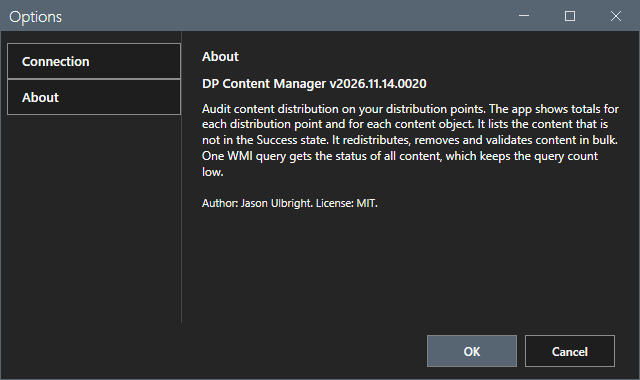 Options
Connection
About
About
DP Content Manager v2026.11.14.0020
Audit content distribution on your distribution points. The app shows totals for
each distribution point and for each content object. It lists the content that is
not in the Success state. It redistributes, removes and validates content in bulk.
One WMI query gets the status of all content, which keeps the query count
low.
Author: Jason Ulbright. License: MIT.
OK
Cancel